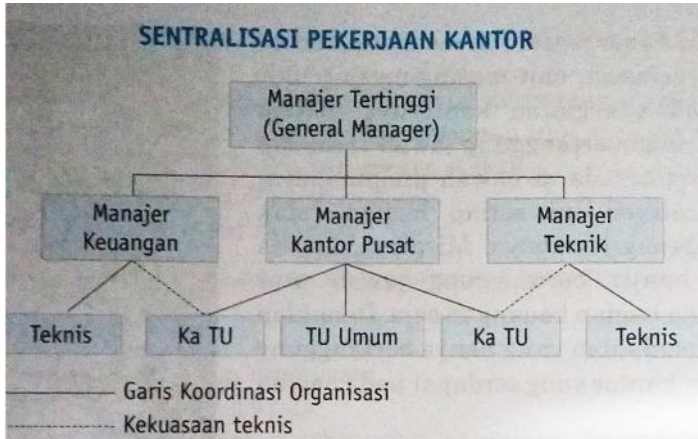 SENTRALISASI PEKERJAAN KANTOR
Manajer Tertinggi
(General Manager)
Manajer
Keuangan
Manajer
Kantor Pusat
Manajer
Teknik
Teknis
Ka TU
TU Umum
Ka TU
Teknis
Garis Koordinasi Organisasi
Kekuasaan teknis